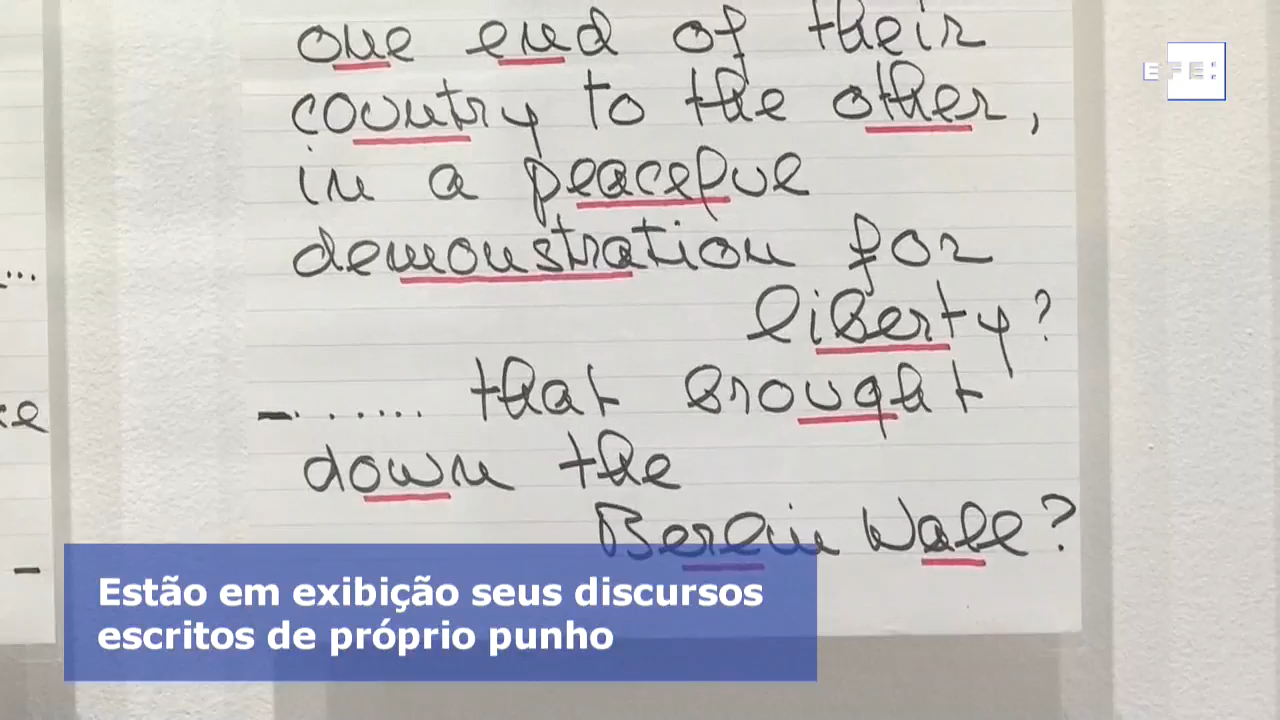 one end of their
country to the other,
in a peaceful
demonstration for
liberty?
-....... that brought
down the
Berlin Wall?
EFE:
Estão em exibição seus discursos
escritos de próprio punho